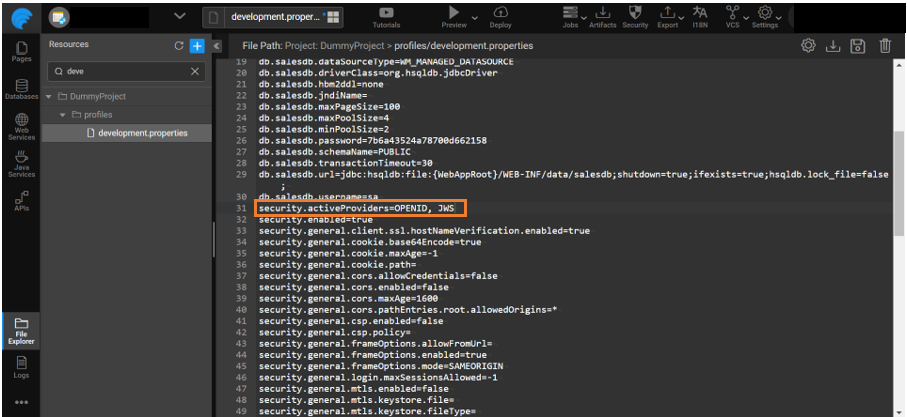 development.proper...*
Tutorials
Preview
Deploy
Jobs
Artifacts
Security
Export
I18N
VCS
Settings
Pages
Databases
Web
Services
Java
Services
APIs
File
Explorer
Logs
Resources
deve
DummyProject
profiles
development.properties
File Path: Project: DummyProject > profiles/development.properties
19 db.salesdb.dataSourceType=WM_MANAGED_DATASOURCE
20 db.salesdb.driverClass=org.hsqldb.jdbcDriver
21 db.salesdb.hbm2ddl=none
22 db.salesdb.jndiName=
23 db.salesdb.maxPageSize=100
24 db.salesdb.maxPoolSize=4
25 db.salesdb.minPoolSize=2
26 db.salesdb.password=7b6a43524a78700d662158
27 db.salesdb.schemaName=PUBLIC
28 db.salesdb.transactionTimeout=30
29 db.salesdb.url=jdbc:hsqldb:file:{WebAppRoot}/WEB-INF/data/salesdb;shutdown=true;ifexists=true;hsqldb.lock_file=false
;
30 db.salesdb.username=sa
31 security.activeProviders=OPENID, JWS
32 security.enabled=true
33 security.general.client.ssl.hostNameVerification.enabled=true
34 security.general.cookie.base64Encode=true
35 security.general.cookie.maxAge=-1
36 security.general.cookie.path=
37 security.general.cors.allowCredentials=false
38 security.general.cors.enabled=false
39 security.general.cors.maxAge=1600
40 security.general.cors.pathEntries.root.allowedOrigins=*
41 security.general.csp.enabled=false
42 security.general.csp.policy=
43 security.general.frameOptions.allowFromUrl=
44 security.general.frameOptions.enabled=true
45 security.general.frameOptions.mode=SAMEORIGIN
46 security.general.login.maxSessionsAllowed=-1
47 security.general.mtls.enabled=false
48 security.general.mtls.keystore.file=
49 security.general.mtls.keystore.fileType=